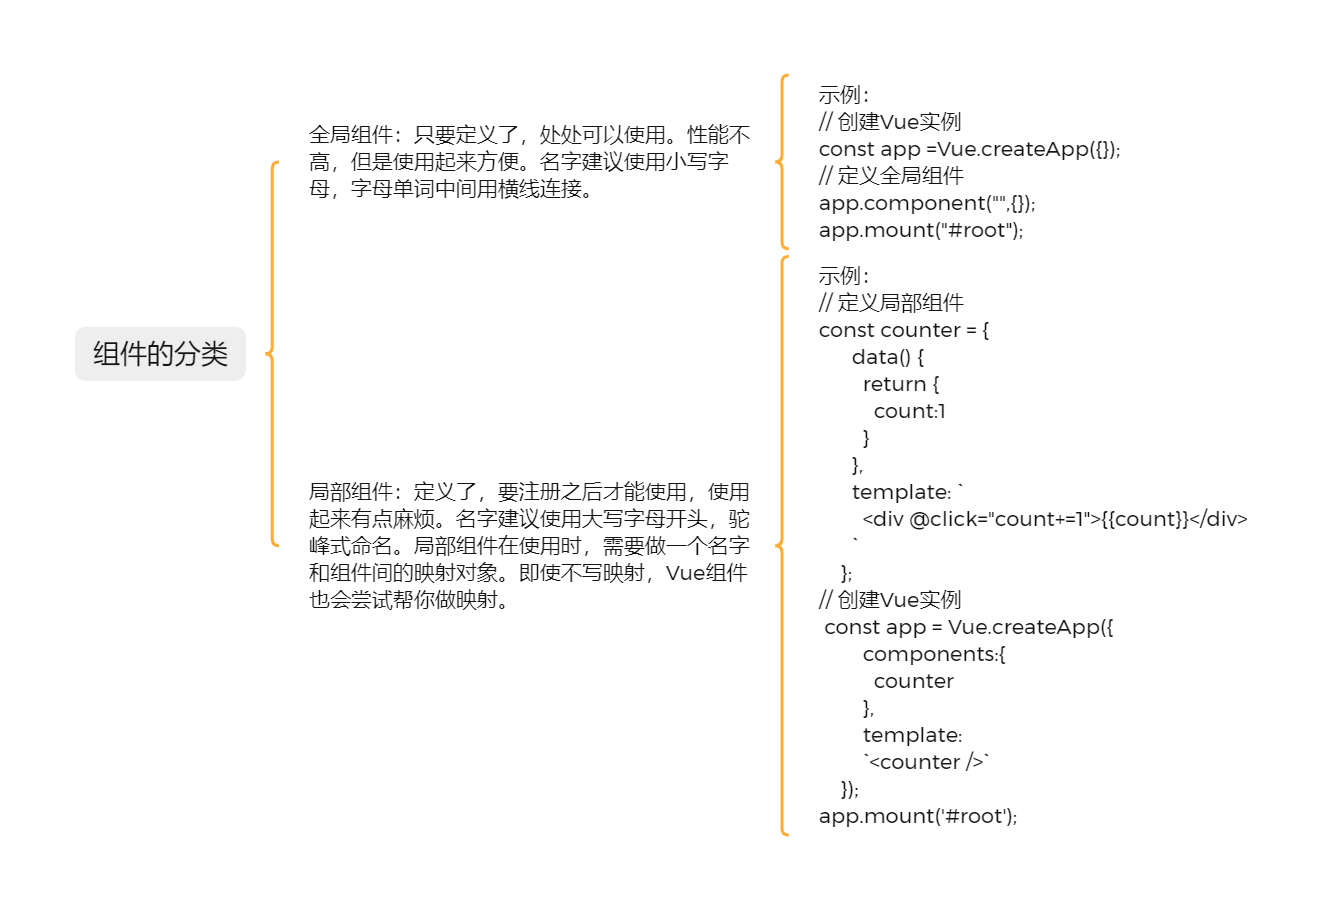 组件的分类
全局组件：只要定义了，处处可以使用。性能不
高，但是使用起来方便。名字建议使用小写字
母，字母单词中间用横线连接。
示例：
// 创建Vue实例
const app =Vue.createApp({});
// 定义全局组件
app.component("",{});
app.mount("#root");
局部组件：定义了，要注册之后才能使用，使用
起来有点麻烦。名字建议使用大写字母开头，驼
峰式命名。局部组件在使用时，需要做一个名字
和组件间的映射对象。即使不写映射，Vue组件
也会尝试帮你做映射。
示例：
// 定义局部组件
const counter = {
      data() {
        return {
          count:1
        }
      },
      template: `
        <div @click="count+=1">{{count}}</div>
      `
    };
// 创建Vue实例
 const app = Vue.createApp({
        components:{
          counter
        },
        template:
        `<counter />`
    });
app.mount('#root');